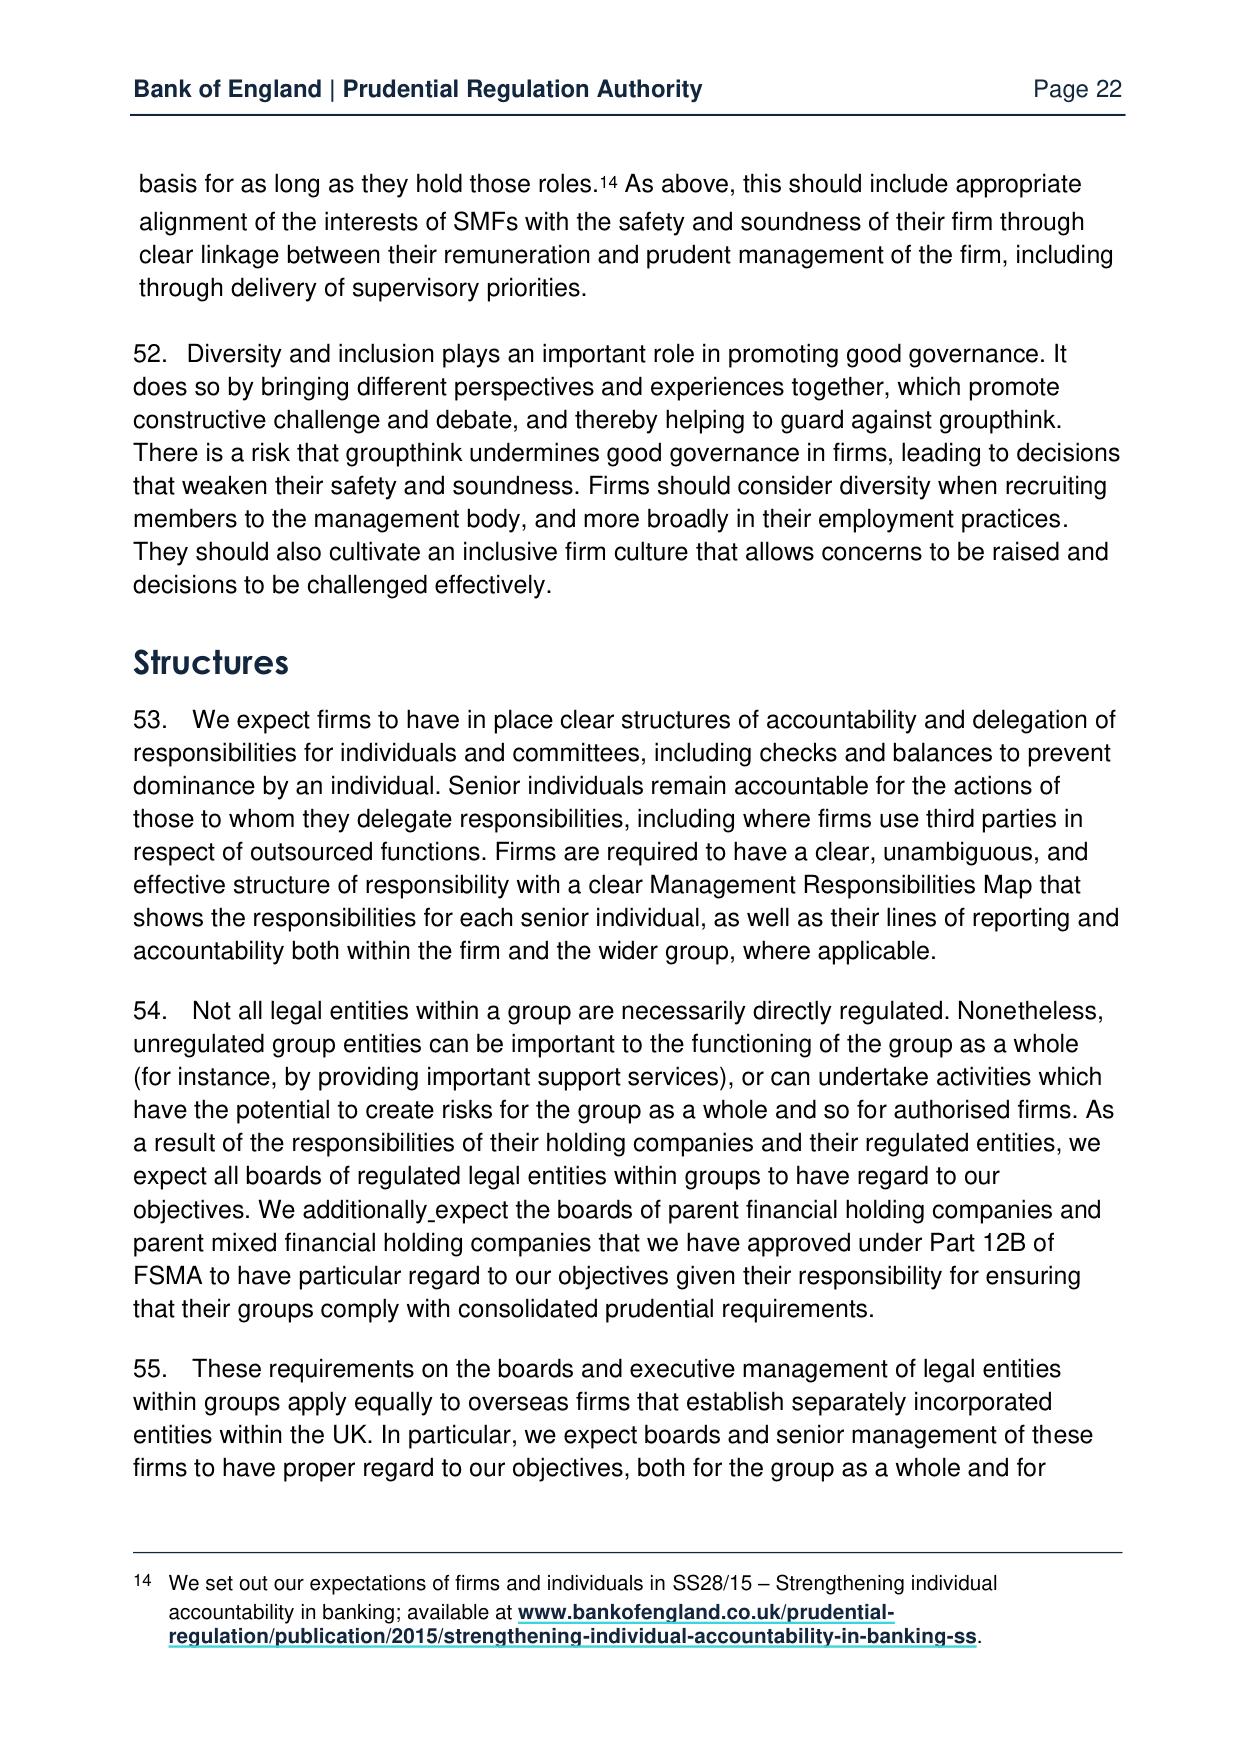 Bank of England | Prudential Regulation Authority Page 22
basis for as long as they hold those roles.14 As above, this should include appropriate
alignment of the interests of SMFs with the safety and soundness of their firm through
clear linkage between their remuneration and prudent management of the firm, including
through delivery of supervisory priorities.
52. Diversity and inclusion plays an important role in promoting good governance. It
does so by bringing different perspectives and experiences together, which promote
constructive challenge and debate, and thereby helping to guard against groupthink.
There is a risk that groupthink undermines good governance in firms, leading to decisions
that weaken their safety and soundness. Firms should consider diversity when recruiting
members to the management body, and more broadly in their employment practices.
They should also cultivate an inclusive firm culture that allows concerns to be raised and
decisions to be challenged effectively.
Structures
53. We expect firms to have in place clear structures of accountability and delegation of
responsibilities for individuals and committees, including checks and balances to prevent
dominance by an individual. Senior individuals remain accountable for the actions of
those to whom they delegate responsibilities, including where firms use third parties in
respect of outsourced functions. Firms are required to have a clear, unambiguous, and
effective structure of responsibility with a clear Management Responsibilities Map that
shows the responsibilities for each senior individual, as well as their lines of reporting and
accountability both within the firm and the wider group, where applicable.
54. Not all legal entities within a group are necessarily directly regulated. Nonetheless,
unregulated group entities can be important to the functioning of the group as a whole
(for instance, by providing important support services), or can undertake activities which
have the potential to create risks for the group as a whole and so for authorised firms. As
a result of the responsibilities of their holding companies and their regulated entities, we
expect all boards of regulated legal entities within groups to have regard to our
objectives. We additionally expect the boards of parent financial holding companies and
parent mixed financial holding companies that we have approved under Part 12B of
FSMA to have particular regard to our objectives given their responsibility for ensuring
that their groups comply with consolidated prudential requirements.
55. These requirements on the boards and executive management of legal entities
within groups apply equally to overseas firms that establish separately incorporated
entities within the UK. In particular, we expect boards and senior management of these
firms to have proper regard to our objectives, both for the group as a whole and for
14 We set out our expectations of firms and individuals in SS28/15 – Strengthening individual
accountability in banking; available at www.bankofengland.co.uk/prudential-
regulation/publication/2015/strengthening-individual-accountability-in-banking-ss.